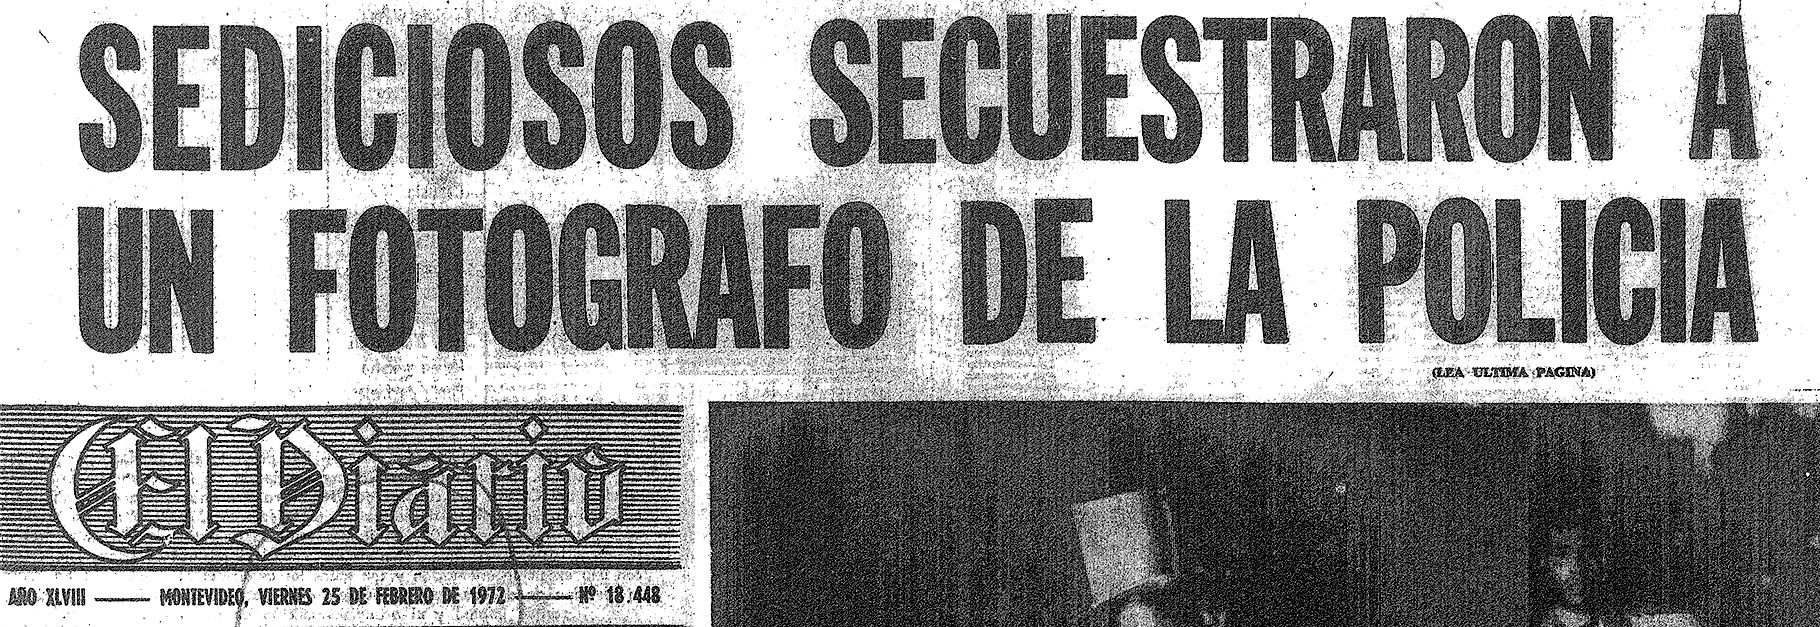 SEDICIOSOS SECUESTRARON A
UN FOTOGRAFO DE LA POLICIA
(LEA ULTIMA PAGINA)
El Diario
AÑO XLVIII —— MONTEVIDEO, VIERNES 25 DE FEBRERO DE 1972 —— Nº 18.448